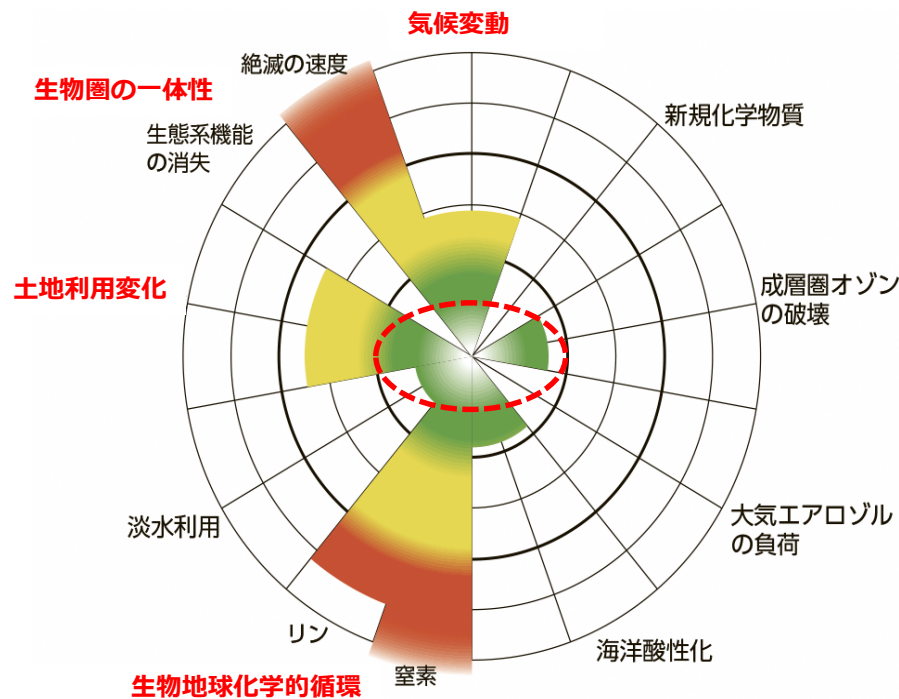 気候変動
絶滅の速度
生物圏の一体性
新規化学物質
生態系機能
の消失
土地利用変化
成層圏オゾン
の破壊
淡水利用
大気エアロゾル
の負荷
リン
海洋酸性化
窒素
生物地球化学的循環